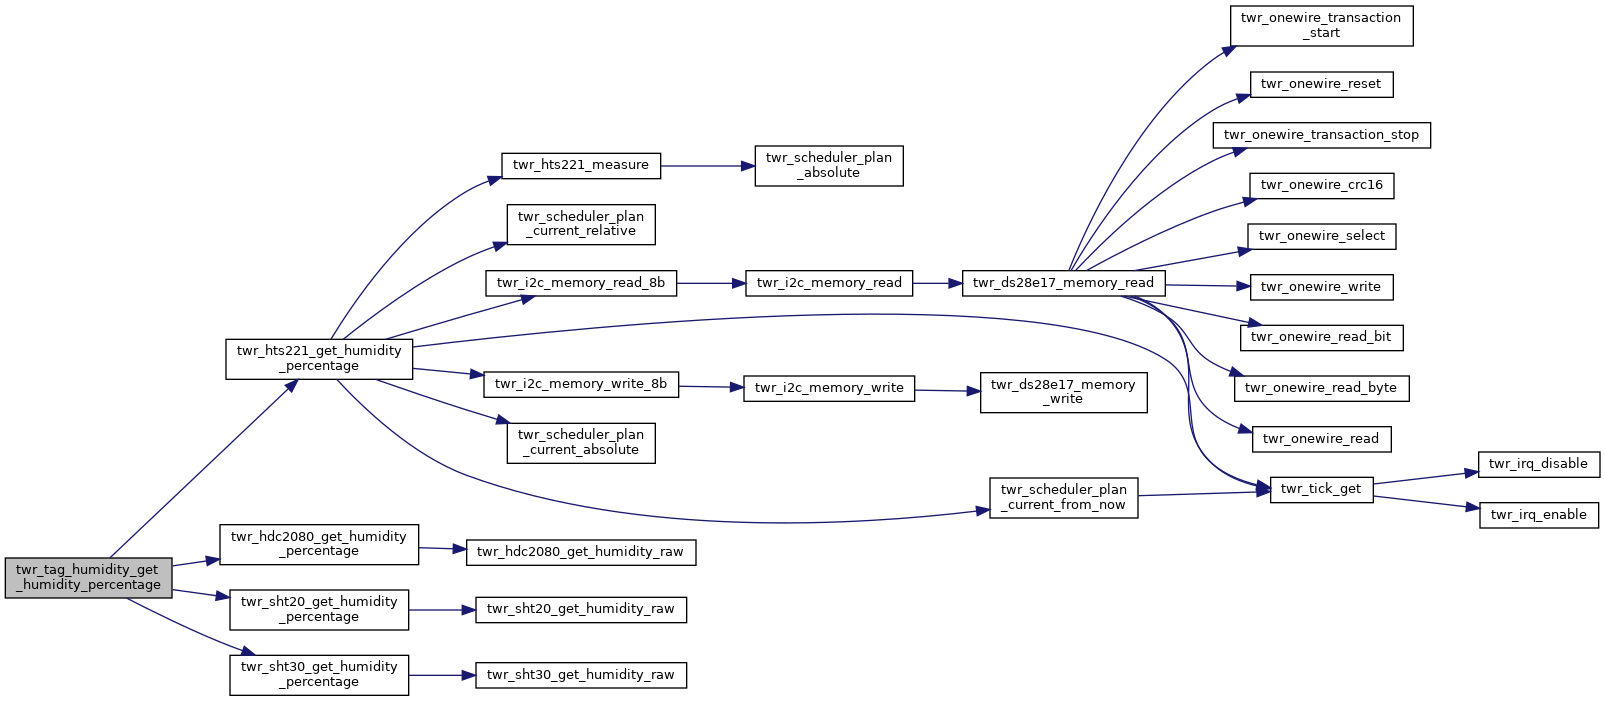 twr_onewire_transaction
_start
twr_onewire_reset
twr_onewire_transaction_stop
twr_hts221_measure
twr_scheduler_plan
_absolute
twr_onewire_crc16
twr_scheduler_plan
_current_relative
twr_onewire_select
twr_i2c_memory_read_8b
twr_i2c_memory_read
twr_ds28e17_memory_read
twr_onewire_write
twr_onewire_read_bit
twr_hts221_get_humidity
_percentage
twr_i2c_memory_write_8b
twr_i2c_memory_write
twr_ds28e17_memory
_write
twr_onewire_read_byte
twr_scheduler_plan
_current_absolute
twr_onewire_read
twr_irq_disable
twr_scheduler_plan
_current_from_now
twr_tick_get
twr_irq_enable
twr_hdc2080_get_humidity
_percentage
twr_hdc2080_get_humidity_raw
twr_tag_humidity_get
_humidity_percentage
twr_sht20_get_humidity
_percentage
twr_sht20_get_humidity_raw
twr_sht30_get_humidity
_percentage
twr_sht30_get_humidity_raw